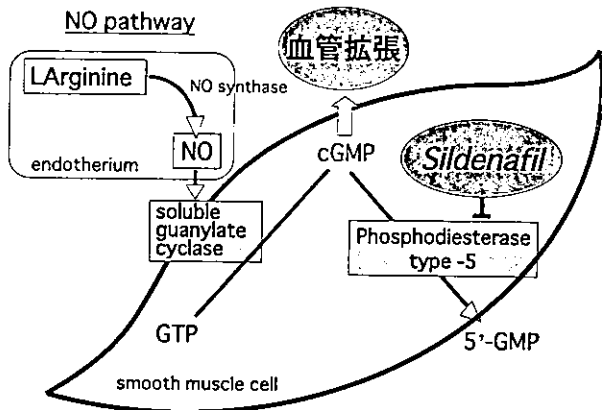 NO pathway
LArginine
NO synthase
NO
endotherium
soluble
guanylate
cyclase
血管拡張
cGMP
Sildenafil
Phosphodiesterase
type -5
GTP
5'-GMP
smooth muscle cell